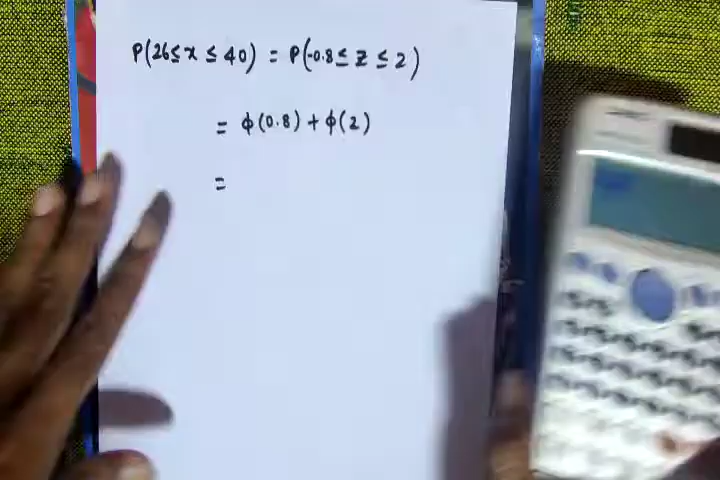 P(26 ≤ x ≤ 40) = P(-0.8 ≤ z ≤ 2)
= ϕ(0.8) + ϕ(2)
=